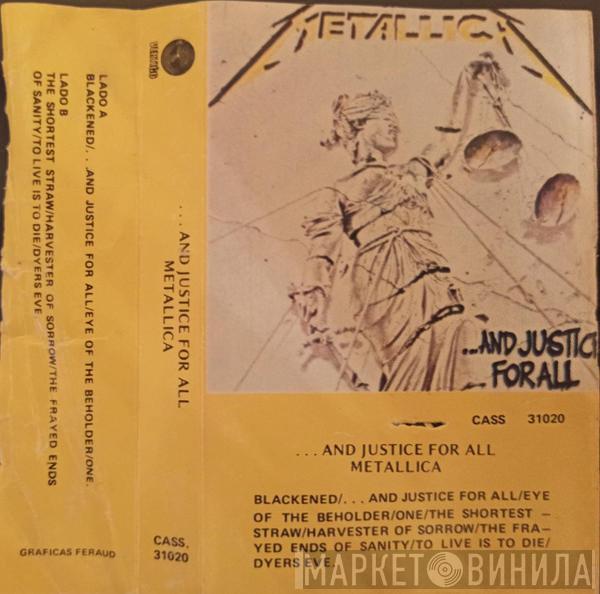 LADO A
BLACKENED/. . .AND JUSTICE FOR ALL/EYE OF THE BEHOLDER/ONE.
LADO B
THE SHORTEST STRAW/HARVESTER OF SORROW/THE FRAYED ENDS
OF SANITY/TO LIVE IS TO DIE/DYERS EVE.
GRAFICAS FERAUD
. . . AND JUSTICE FOR ALL
METALLICA
CASS.
31020
METALLICA
...AND JUSTIC
FOR ALL
CASS 31020
. . . AND JUSTICE FOR ALL
METALLICA
BLACKENED/. . . AND JUSTICE FOR ALL/EYE
OF THE BEHOLDER/ONE/THE SHORTEST –
STRAW/HARVESTER OF SORROW/THE FRA–
YED ENDS OF SANITY/TO LIVE IS TO DIE/
DYERS EVE.
МАРКЕТ ВИНИЛА